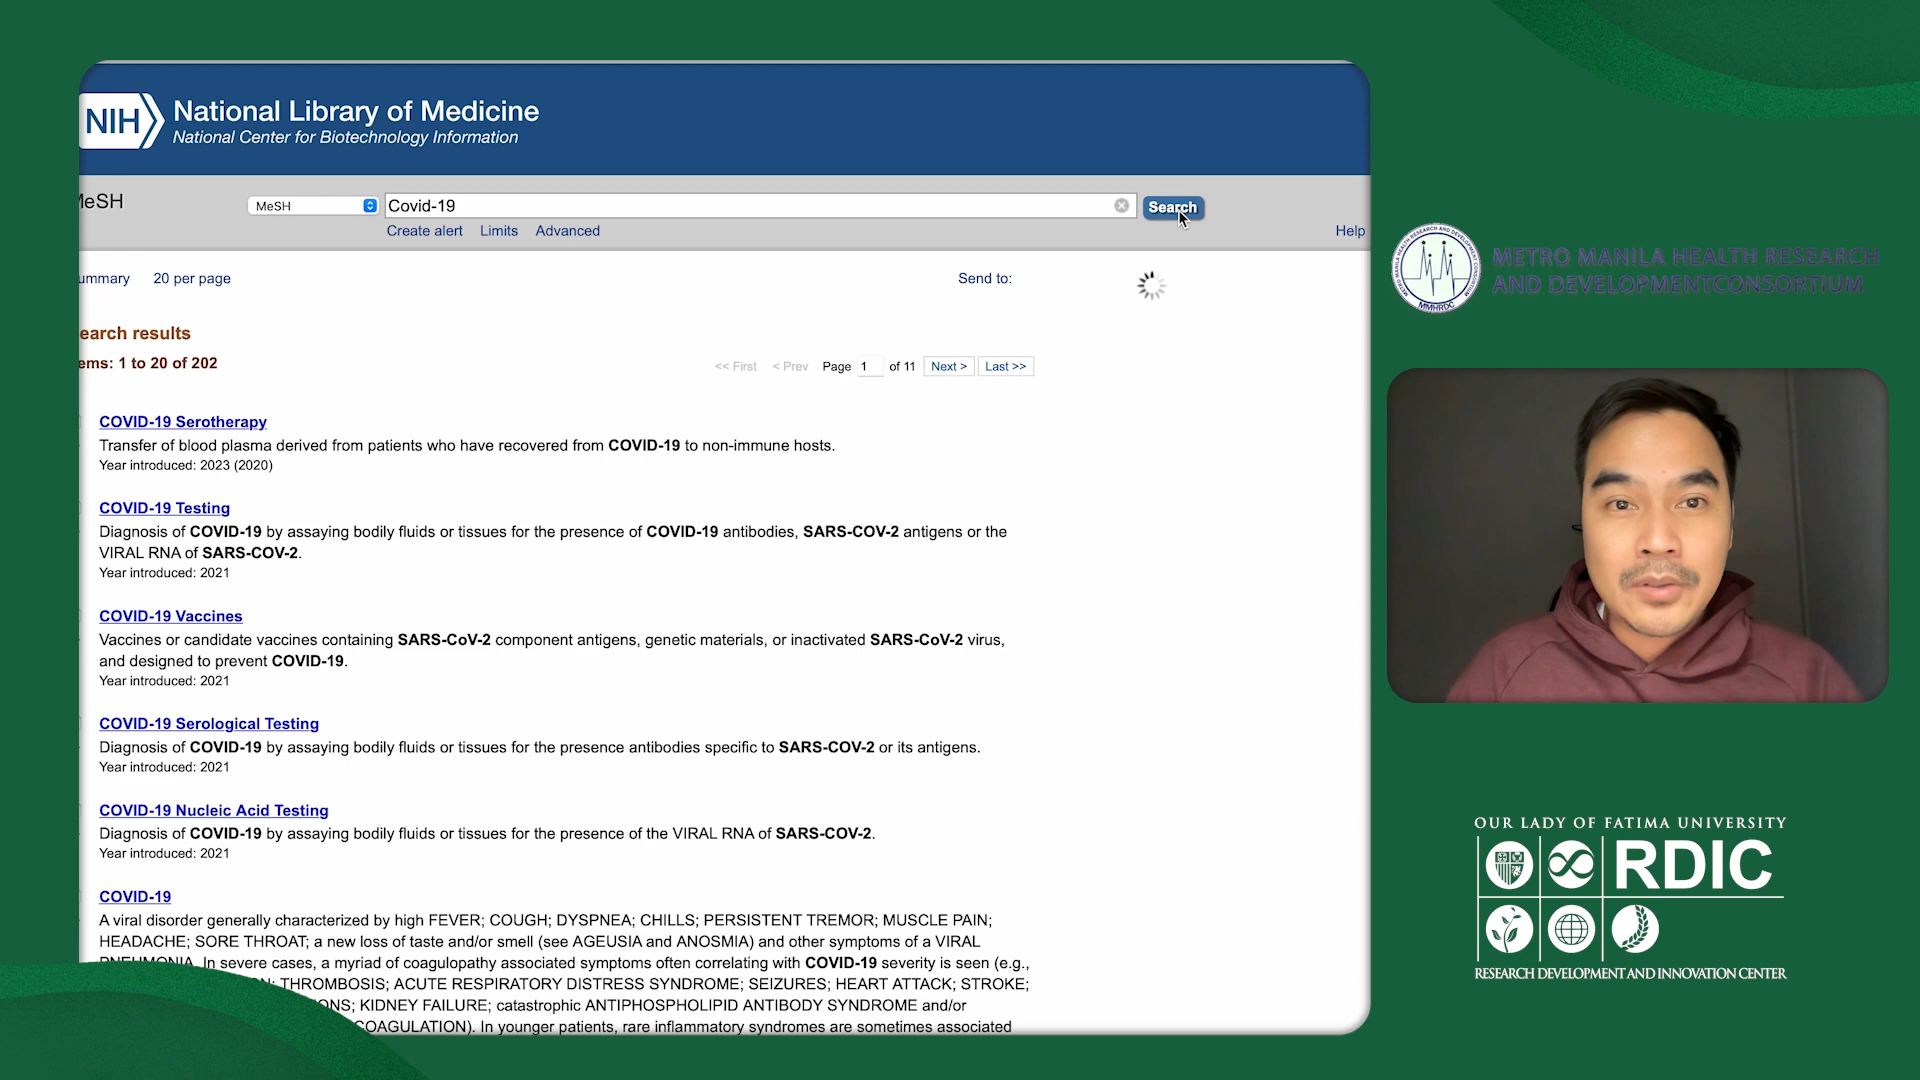 NIH National Library of Medicine
National Center for Biotechnology Information
MeSH
MeSH
Covid-19
Search
Create alert Limits Advanced
Help
ummary 20 per page
Send to:
earch results
ems: 1 to 20 of 202
<< First < Prev Page 1 of 11 Next > Last >>
COVID-19 Serotherapy
Transfer of blood plasma derived from patients who have recovered from COVID-19 to non-immune hosts.
Year introduced: 2023 (2020)
COVID-19 Testing
Diagnosis of COVID-19 by assaying bodily fluids or tissues for the presence of COVID-19 antibodies, SARS-COV-2 antigens or the
VIRAL RNA of SARS-COV-2.
Year introduced: 2021
COVID-19 Vaccines
Vaccines or candidate vaccines containing SARS-CoV-2 component antigens, genetic materials, or inactivated SARS-CoV-2 virus,
and designed to prevent COVID-19.
Year introduced: 2021
COVID-19 Serological Testing
Diagnosis of COVID-19 by assaying bodily fluids or tissues for the presence antibodies specific to SARS-COV-2 or its antigens.
Year introduced: 2021
COVID-19 Nucleic Acid Testing
Diagnosis of COVID-19 by assaying bodily fluids or tissues for the presence of the VIRAL RNA of SARS-COV-2.
Year introduced: 2021
COVID-19
A viral disorder generally characterized by high FEVER; COUGH; DYSPNEA; CHILLS; PERSISTENT TREMOR; MUSCLE PAIN;
HEADACHE; SORE THROAT; a new loss of taste and/or smell (see AGEUSIA and ANOSMIA) and other symptoms of a VIRAL
PNEUMONIA. In severe cases, a myriad of coagulopathy associated symptoms often correlating with COVID-19 severity is seen (e.g.,
THROMBOSIS; ACUTE RESPIRATORY DISTRESS SYNDROME; SEIZURES; HEART ATTACK; STROKE;
ONS; KIDNEY FAILURE; catastrophic ANTIPHOSPHOLIPID ANTIBODY SYNDROME and/or
COAGULATION). In younger patients, rare inflammatory syndromes are sometimes associated
METRO MANILA HEALTH RESEARCH
AND DEVELOPMENTCONSORTIUM
METRO MANILA HEALTH RESEARCH AND DEVELOPMENT CONSORTIUM
MMHRDC
OUR LADY OF FATIMA UNIVERSITY
RDIC
RESEARCH DEVELOPMENT AND INNOVATION CENTER